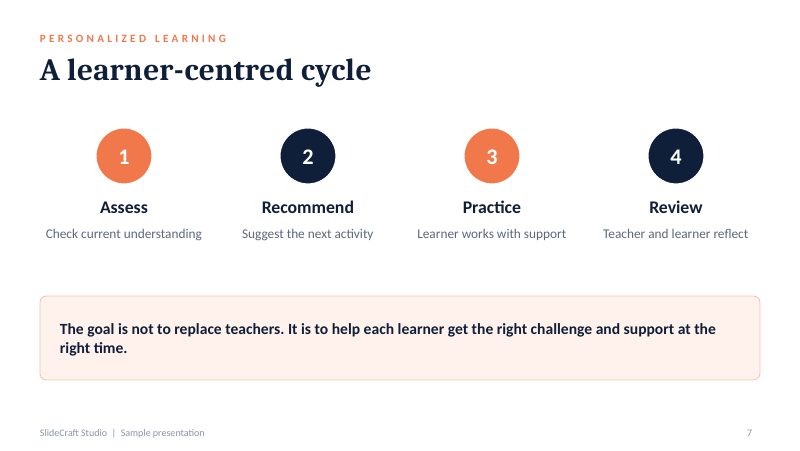 PERSONALIZED LEARNING
A learner-centred cycle
1
2
3
4
Assess
Recommend
Practice
Review
Check current understanding
Suggest the next activity
Learner works with support
Teacher and learner reflect
The goal is not to replace teachers. It is to help each learner get the right challenge and support at the
right time.
SlideCraft Studio | Sample presentation
7